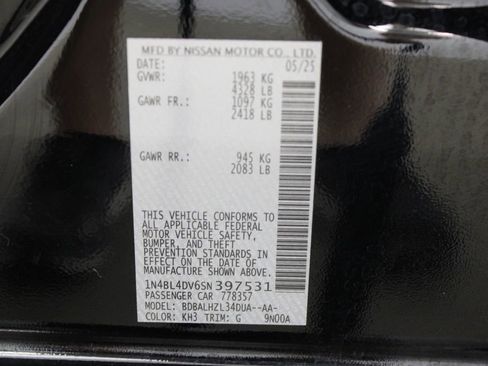 MFD BY NISSAN MOTOR CO., LTD.
DATE: 05/25
GVWR: 1963 KG
4328 LB
GAWR FR.: 1097 KG
2418 LB
GAWR RR.: 945 KG
2083 LB
THIS VEHICLE CONFORMS TO
ALL APPLICABLE FEDERAL
MOTOR VEHICLE SAFETY,
BUMPER, AND THEFT
PREVENTION STANDARDS
IN EFFECT ON THE DATE OF
MANUFACTURE SHOWN ABOVE.
1N4BL4DV6SN397531
PASSENGER CAR 778357
MODEL: BDBALHZL34DUA--AA-
COLOR: KH3 TRIM: G 9N00A